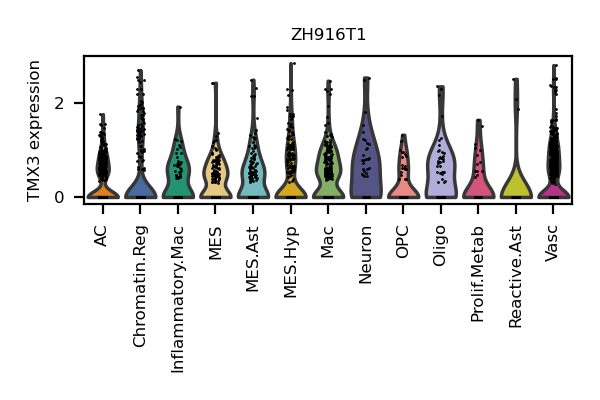 ZH916T1
TMX3 expression
2
0
AC
Chromatin.Reg
Inflammatory.Mac
MES
MES.Ast
MES.Hyp
Mac
Neuron
OPC
Oligo
Prolif.Metab
Reactive.Ast
Vasc